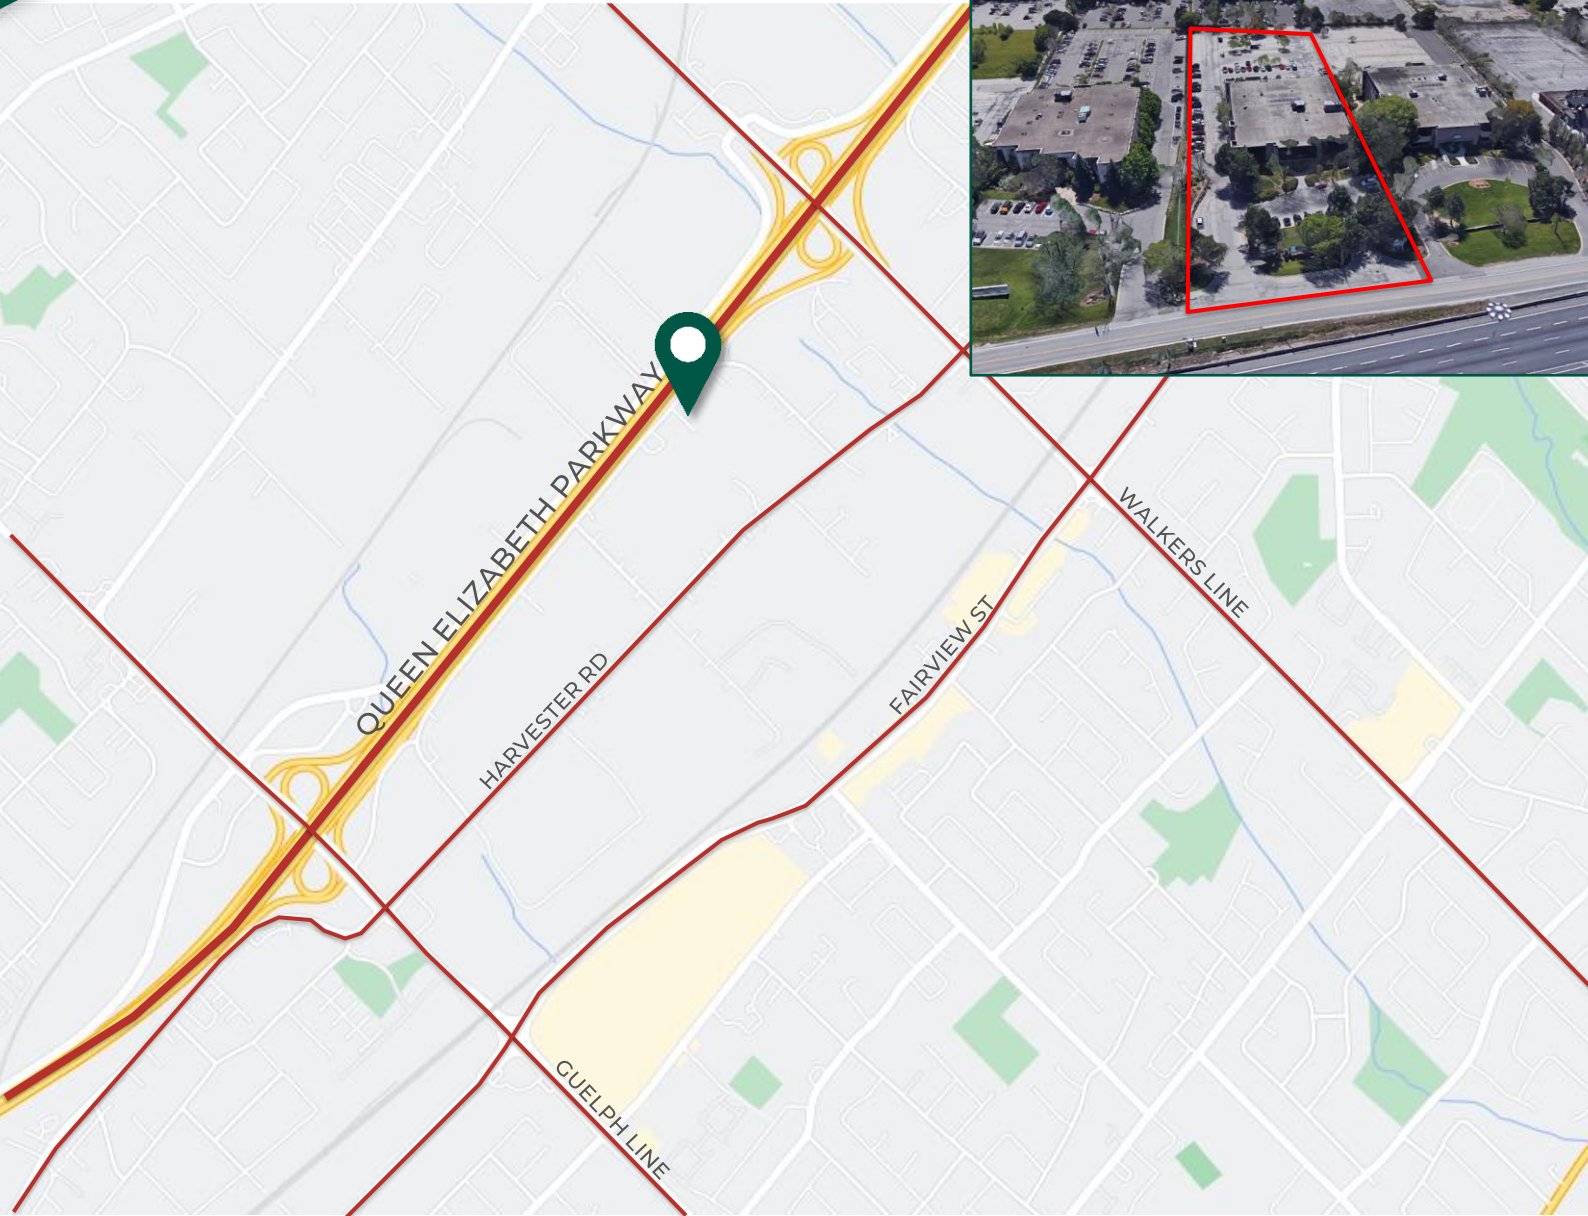 QUEEN ELIZABETH PARKWAY
WALKERS LINE
FAIRVIEW ST
HARVESTER RD
GUELPH LINE